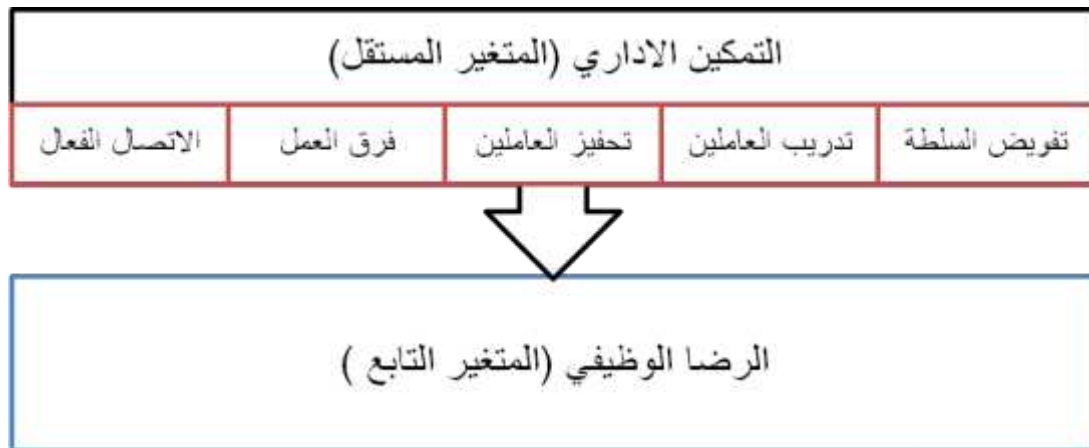 التمكين الاداري (المتغير المستقل)
تفويض السلطة
تدريب العاملين
تحفيز العاملين
فرق العمل
الاتصال الفعال
الرضا الوظيفي (المتغير التابع )